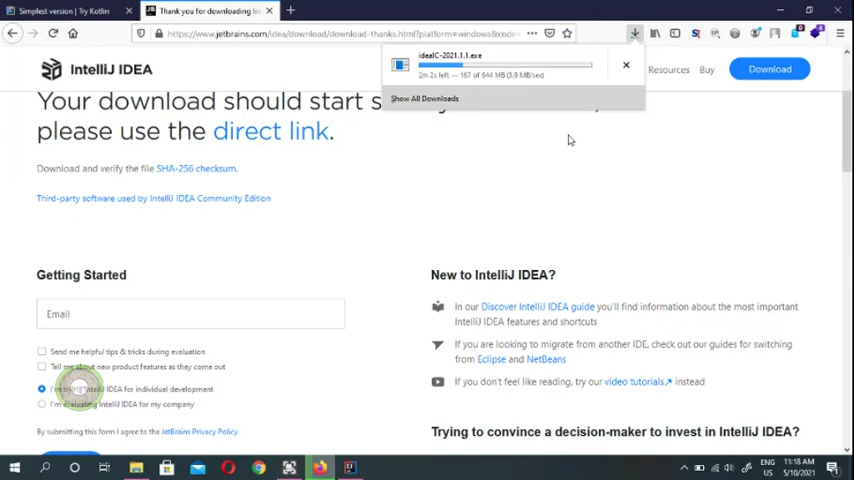 Simplest version | Try Kotlin
Thank you for downloading Int
https://www.jetbrains.com/idea/download/download-thanks.html?platform=windows&code=
IntelliJ IDEA
ideaIC-2021.1.1.exe
2m 2s left — 167 of 644 MB (3.9 MB/sec)
Show All Downloads
Resources
Buy
Download
Your download should start s
please use the direct link.
Download and verify the file SHA-256 checksum.
Third-party software used by IntelliJ IDEA Community Edition
Getting Started
Email
Send me helpful tips & tricks during evaluation
Tell me about new product features as they come out
I'm trying IntelliJ IDEA for individual development
I'm evaluating IntelliJ IDEA for my company
By submitting this form I agree to the JetBrains Privacy Policy
New to IntelliJ IDEA?
In our Discover IntelliJ IDEA guide you'll find information about the most important
IntelliJ IDEA features and shortcuts
If you are looking to migrate from another IDE, check out our guides for switching
from Eclipse and NetBeans
If you don't feel like reading, try our video tutorials↗ instead
Trying to convince a decision-maker to invest in IntelliJ IDEA?
ENG
US
11:18 AM
5/10/2021